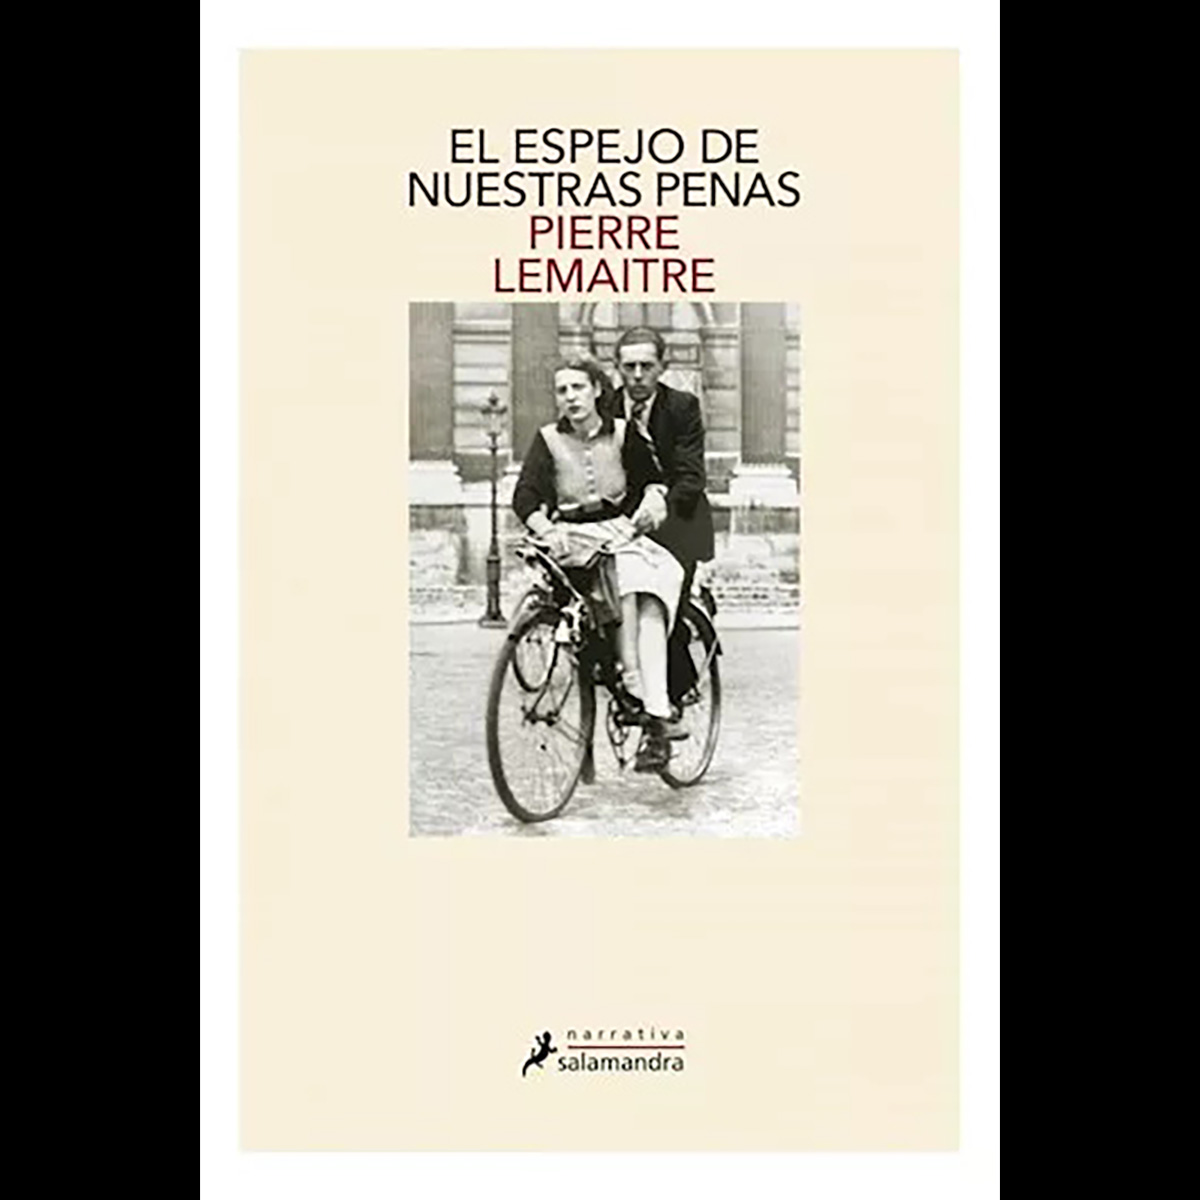 EL ESPEJO DE
NUESTRAS PENAS
PIERRE
LEMAITRE
narrativa
salamandra